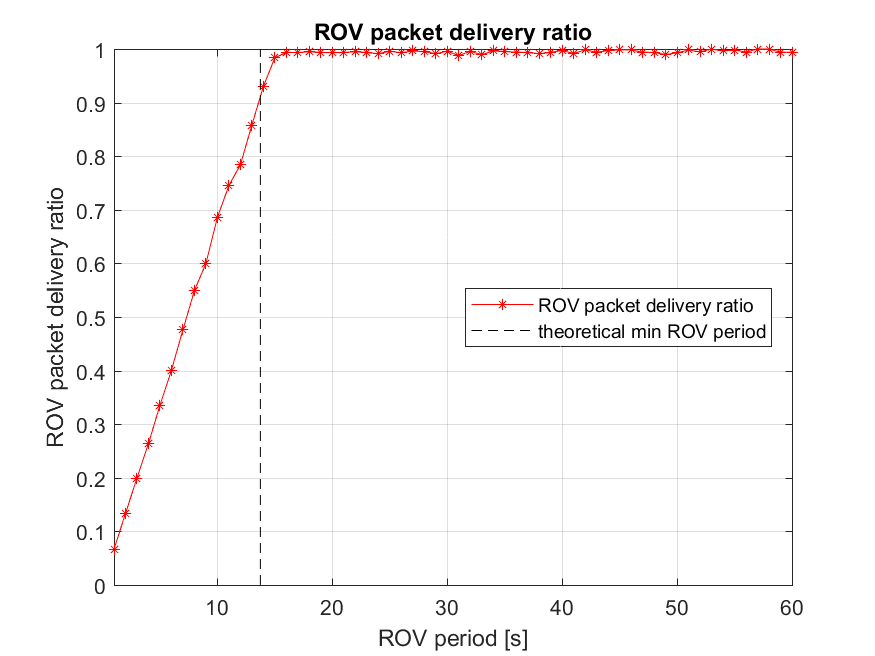 ROV packet delivery ratio
1
0.9
0.8
0.7
0.6
0.5
0.4
0.3
0.2
0.1
0
ROV packet delivery ratio
ROV packet delivery ratio
theoretical min ROV period
10 20 30 40 50 60
ROV period [s]